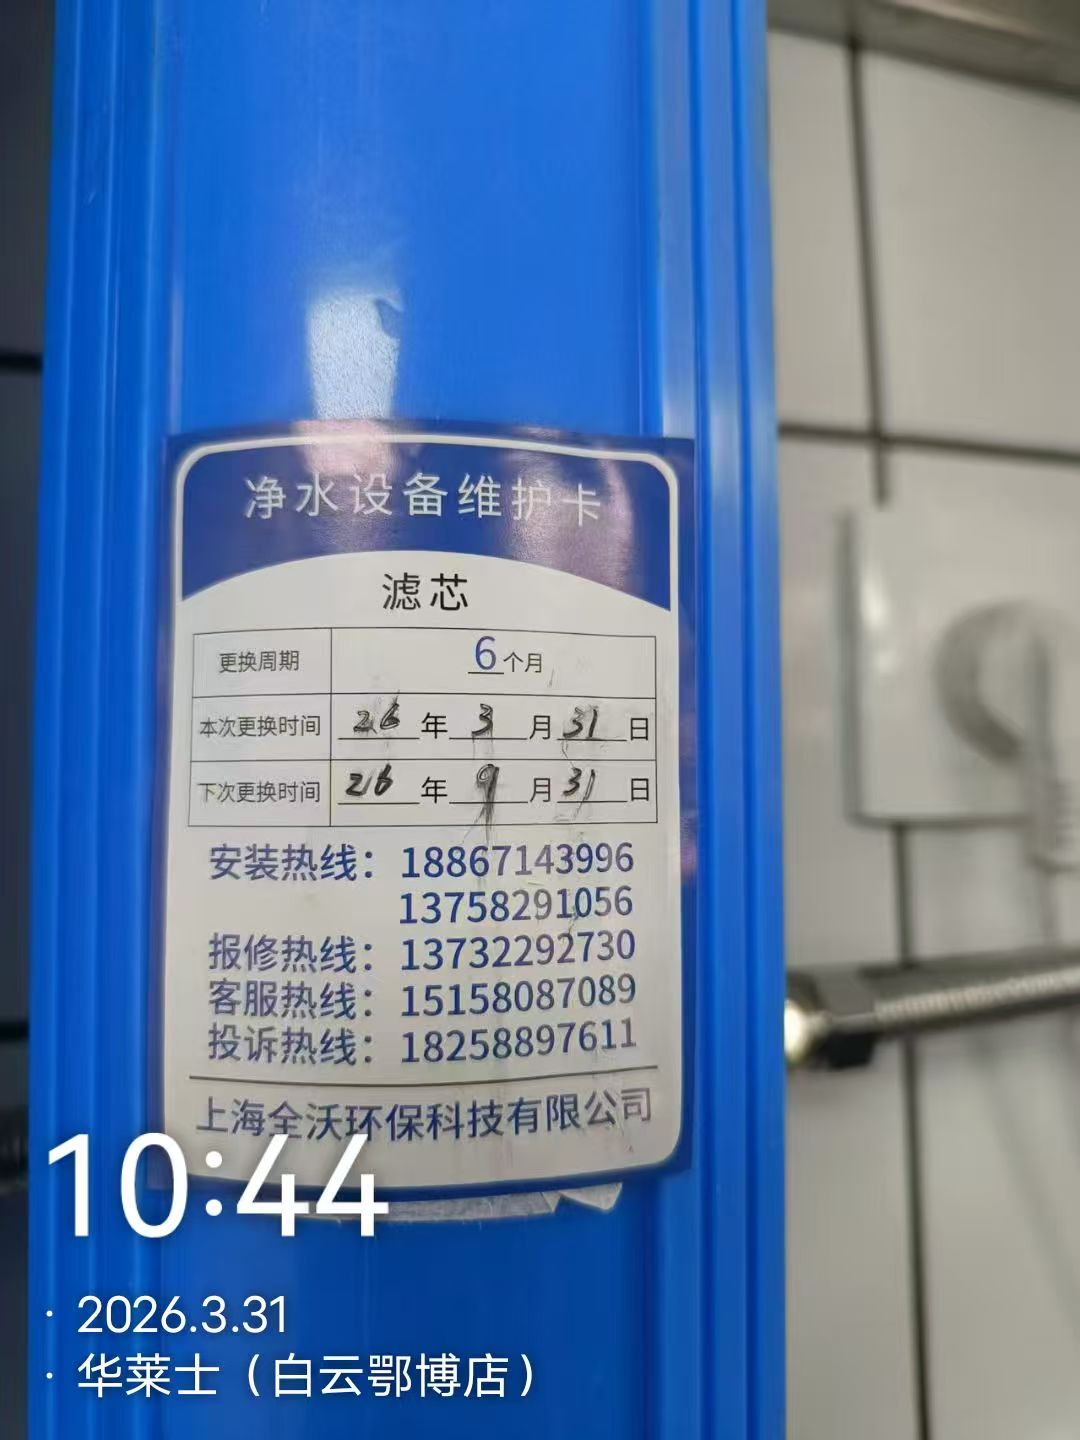 净水设备维护卡
滤芯
更换周期 6个月
本次更换时间 26年3月31日
下次更换时间 26年9月31日
安装热线：18867143996
13758291056
报修热线：13732292730
客服热线：15158087089
投诉热线：18258897611
上海全沃环保科技有限公司
10:44
· 2026.3.31
· 华莱士（白云鄂博店）